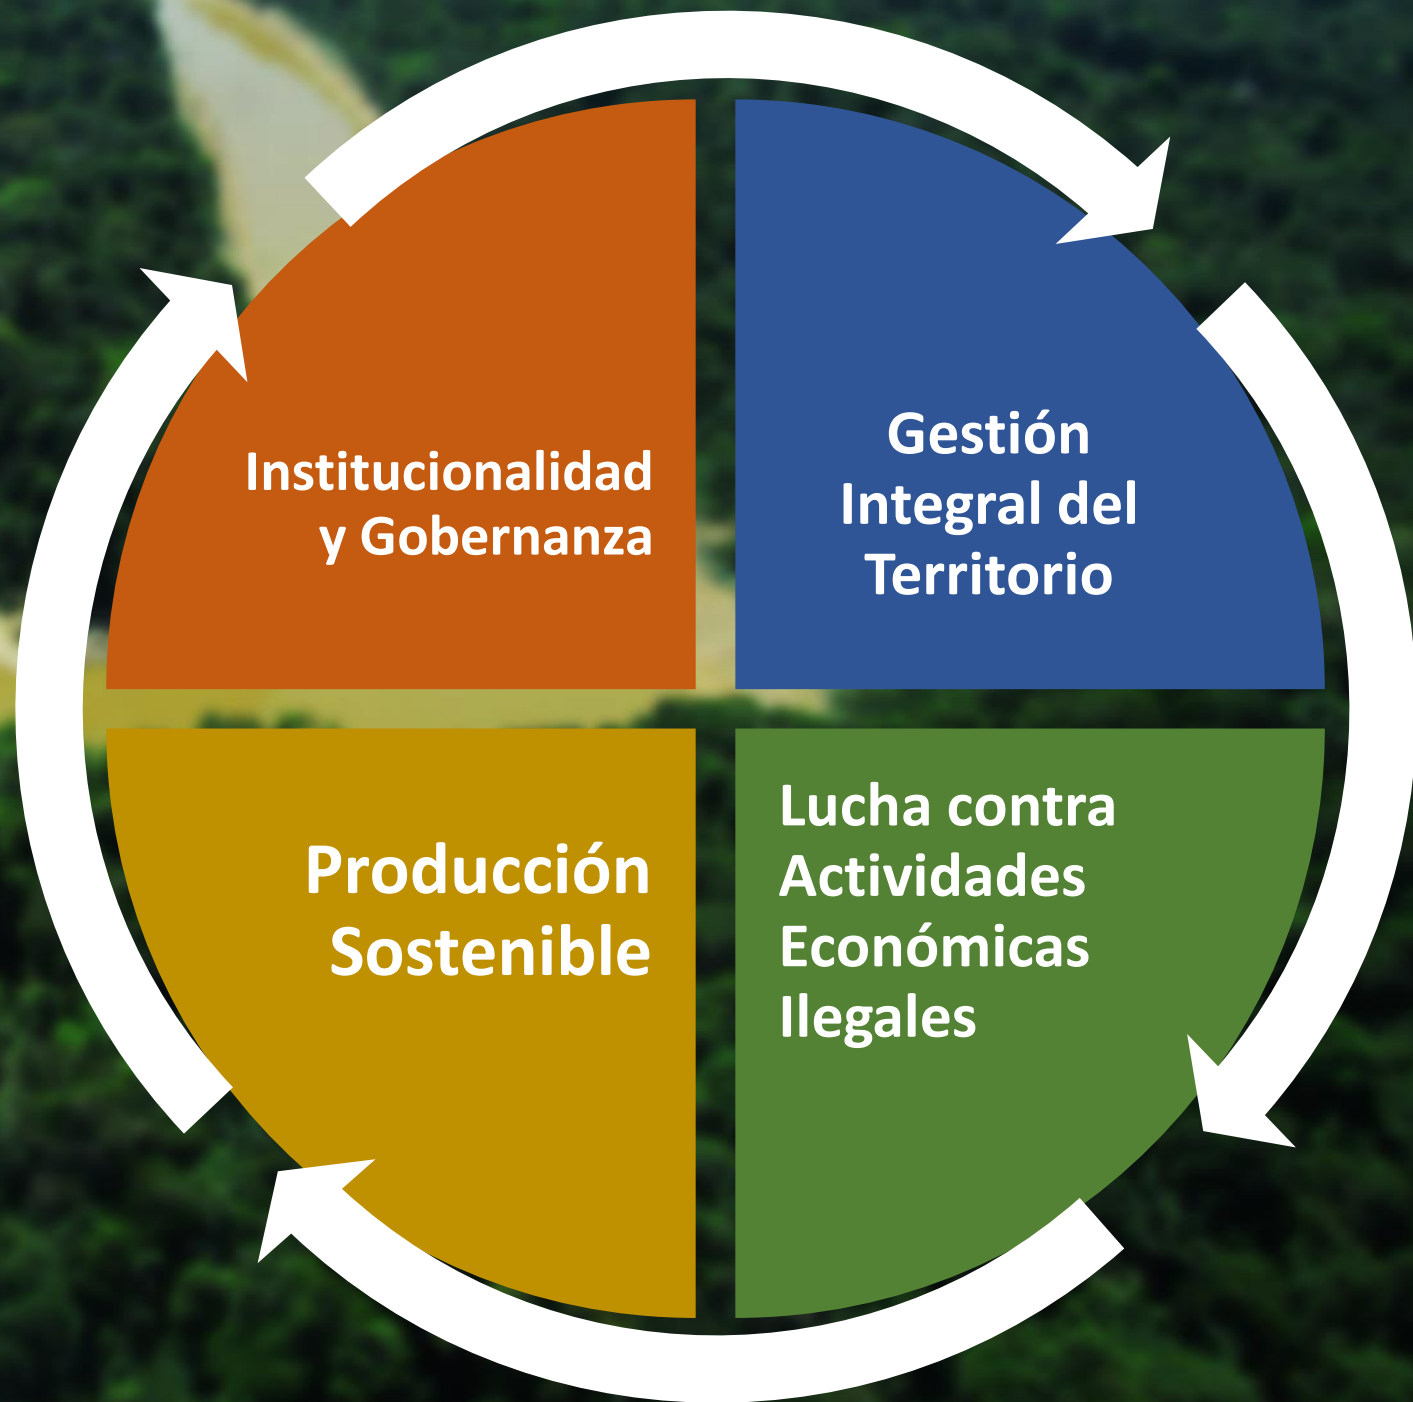 Institucionalidad
y Gobernanza
Gestión
Integral del
Territorio
Producción
Sostenible
Lucha contra
Actividades
Económicas
Ilegales